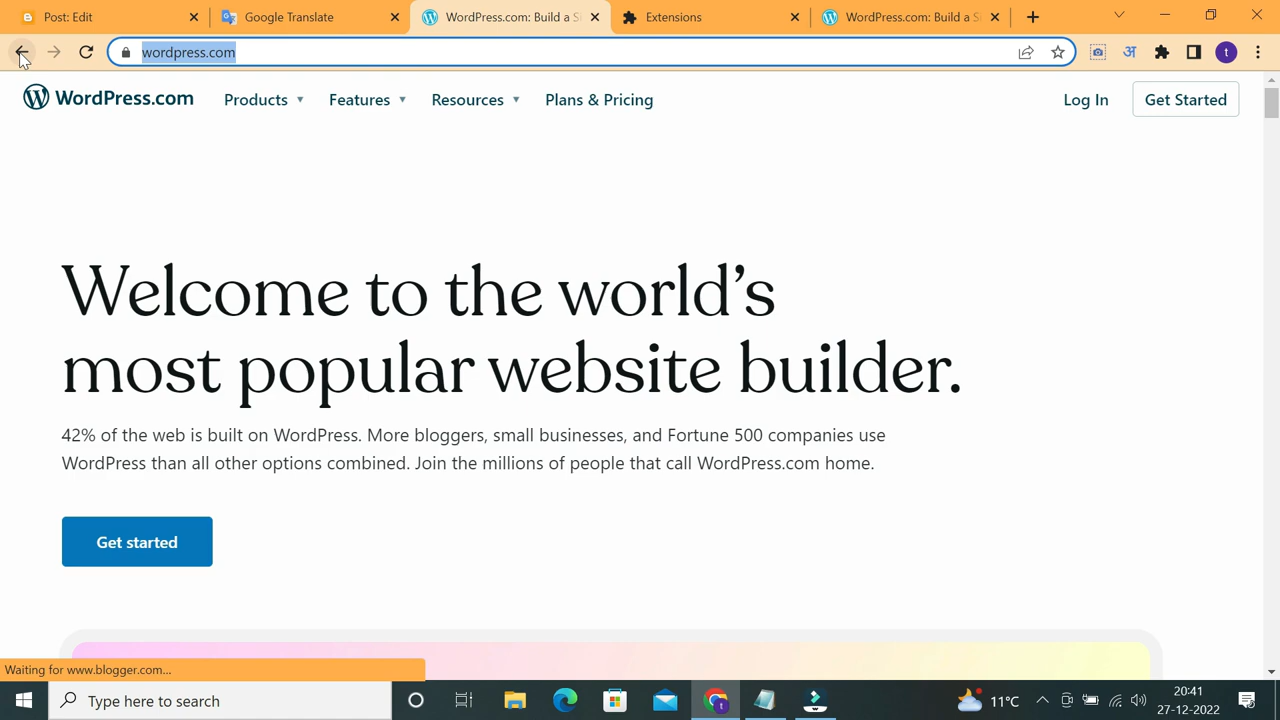 Post: Edit
Google Translate
WordPress.com: Build a S
Extensions
WordPress.com: Build a S
wordpress.com
अ
t
WordPress.com
Products
Features
Resources
Plans & Pricing
Log In
Get Started
Welcome to the world’s
most popular website builder.
42% of the web is built on WordPress. More bloggers, small businesses, and Fortune 500 companies use
WordPress than all other options combined. Join the millions of people that call WordPress.com home.
Get started
Waiting for www.blogger.com...
Type here to search
11°C
20:41
27-12-2022